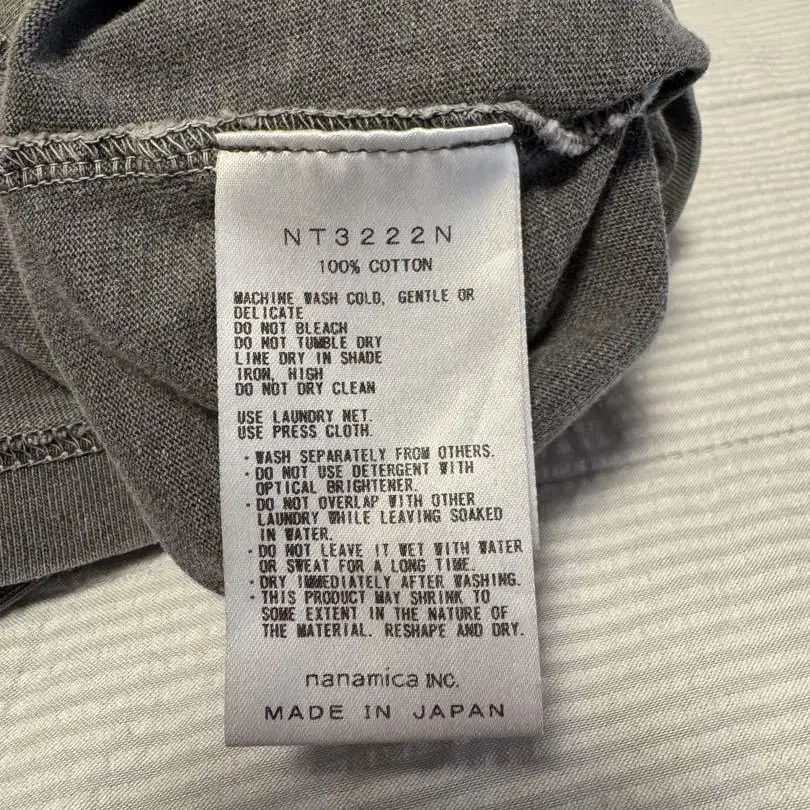 NT3222N
100% COTTON
MACHINE WASH COLD, GENTLE OR
DELICATE
DO NOT BLEACH
DO NOT TUMBLE DRY
LINE DRY IN SHADE
IRON, HIGH
DO NOT DRY CLEAN
USE LAUNDRY NET.
USE PRESS CLOTH.
・WASH SEPARATELY FROM OTHERS.
・DO NOT USE DETERGENT WITH
OPTICAL BRIGHTENER.
・DO NOT OVERLAP WITH OTHER
LAUNDRY WHILE LEAVING SOAKED
IN WATER.
・DO NOT LEAVE IT WET WITH WATER
OR SWEAT FOR A LONG TIME.
・DRY IMMEDIATELY AFTER WASHING.
・THIS PRODUCT MAY SHRINK TO
SOME EXTENT IN THE NATURE OF
THE MATERIAL. RESHAPE AND DRY.
nanamica INC.
MADE IN JAPAN